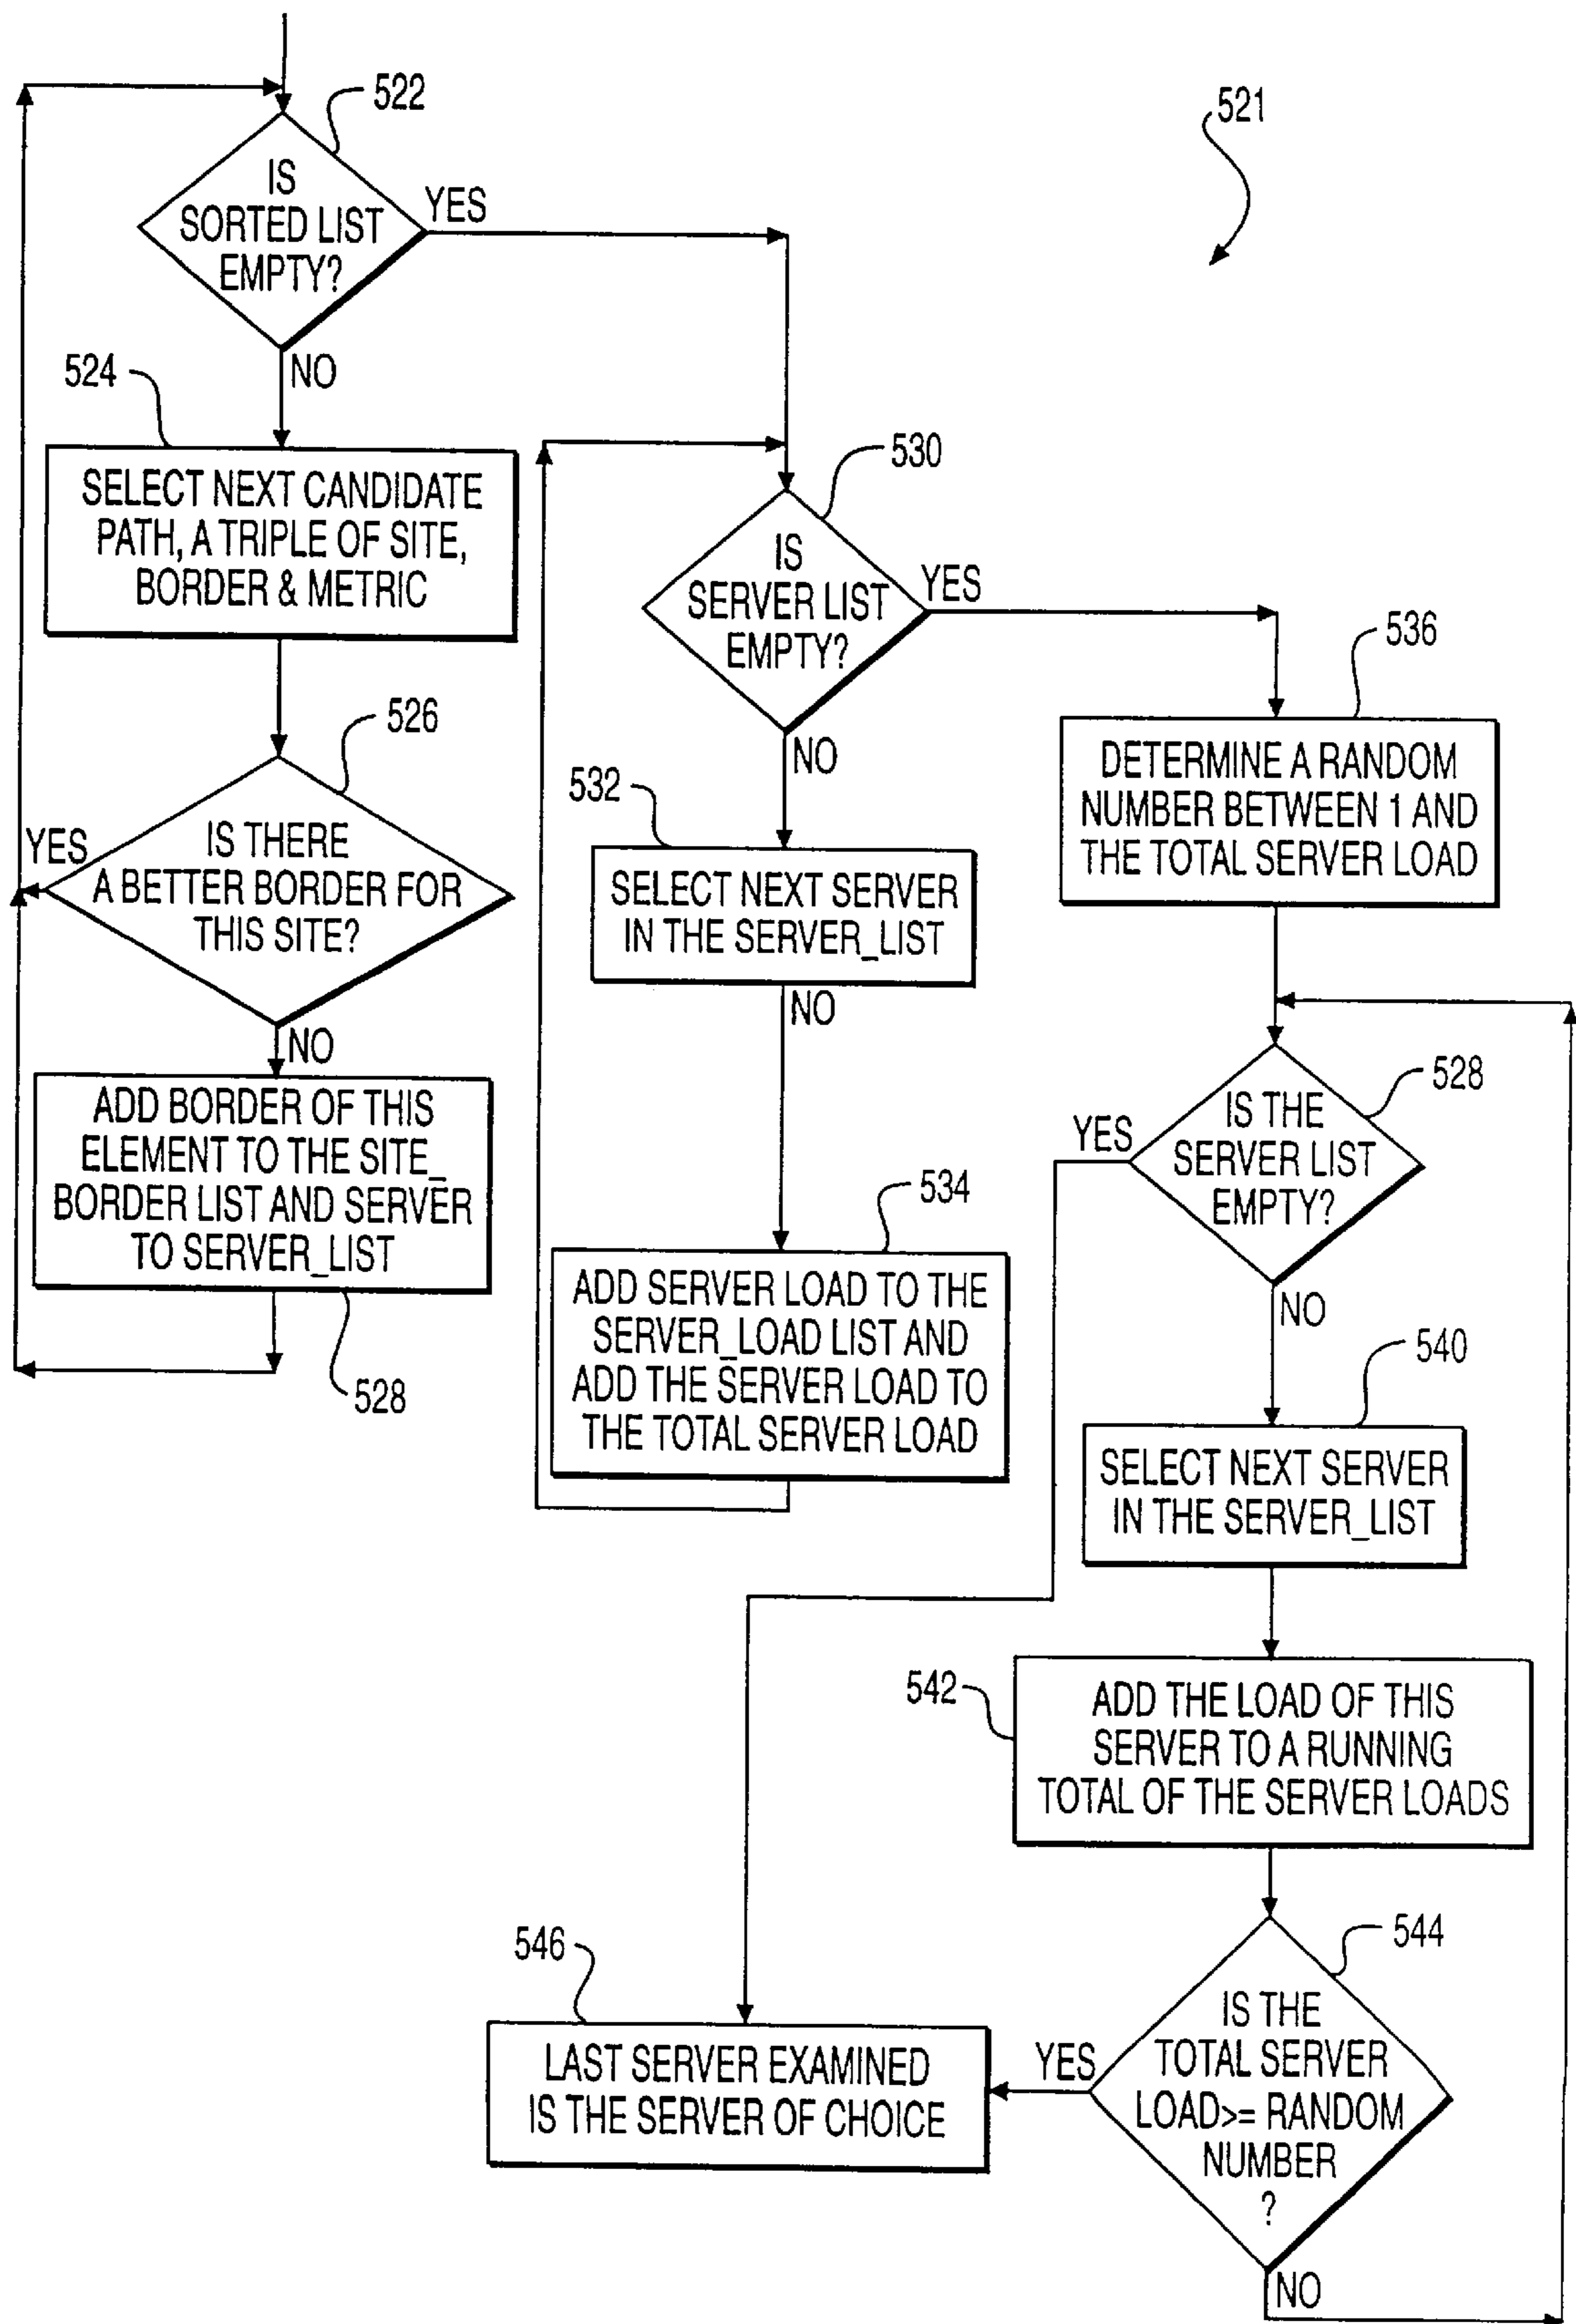 522
521
IS
SORTED LIST
EMPTY?
YES
NO
524
SELECT NEXT CANDIDATE
PATH, A TRIPLE OF SITE,
BORDER & METRIC
526
YES
IS THERE
A BETTER BORDER FOR
THIS SITE?
NO
ADD BORDER OF THIS
ELEMENT TO THE SITE_
BORDER LIST AND SERVER
TO SERVER_LIST
528
530
IS
SERVER LIST
EMPTY?
YES
NO
532
SELECT NEXT SERVER
IN THE SERVER_LIST
NO
534
ADD SERVER LOAD TO THE
SERVER_LOAD LIST AND
ADD THE SERVER LOAD TO
THE TOTAL SERVER LOAD
536
DETERMINE A RANDOM
NUMBER BETWEEN 1 AND
THE TOTAL SERVER LOAD
528
YES
IS THE
SERVER LIST
EMPTY?
NO
540
SELECT NEXT SERVER
IN THE SERVER_LIST
542
ADD THE LOAD OF THIS
SERVER TO A RUNNING
TOTAL OF THE SERVER LOADS
544
IS THE
TOTAL SERVER
LOAD>= RANDOM
NUMBER
?
YES
NO
546
LAST SERVER EXAMINED
IS THE SERVER OF CHOICE